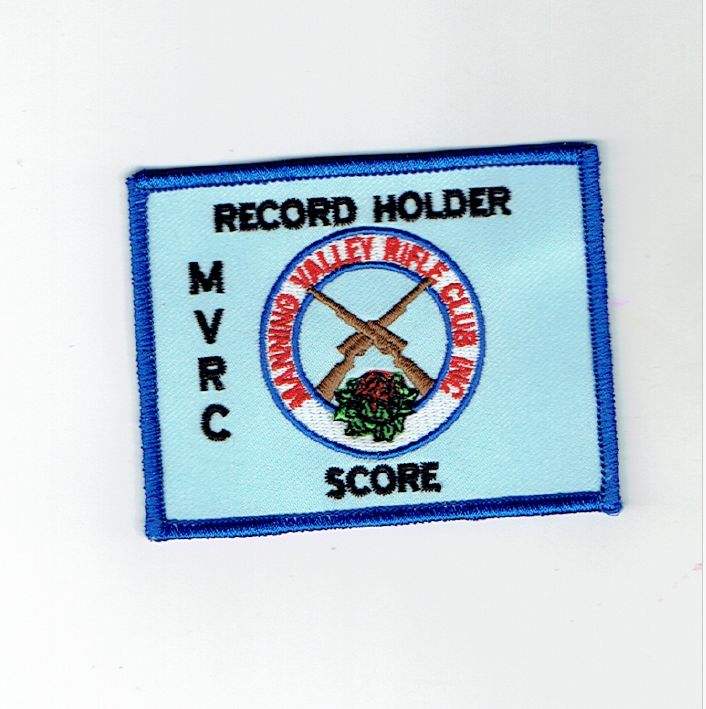 RECORD HOLDER
M
V
R
C
MANNING VALLEY RIFLE CLUB INC
SCORE